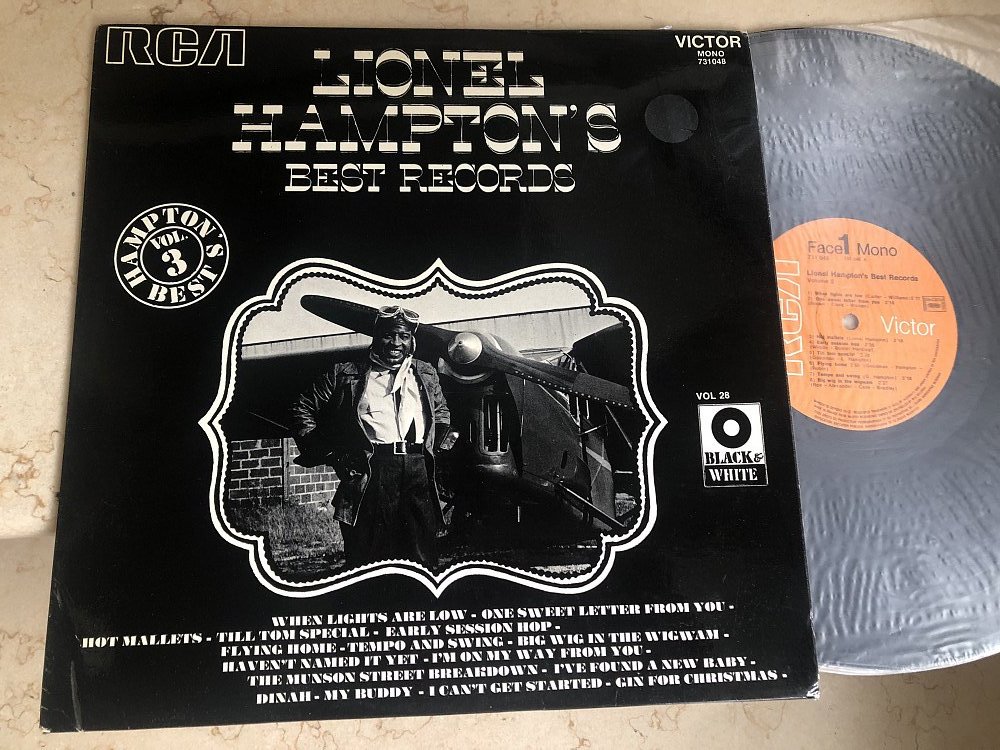 RCA
VICTOR
MONO
731048
LIONEL
HAMPTON'S
BEST RECORDS
HAMPTON'S
VOL.
3
BEST
VOL 28
BLACK &
WHITE
WHEN LIGHTS ARE LOW - ONE SWEET LETTER FROM YOU -
HOT MALLETS - TILL TOM SPECIAL - EARLY SESSION HOP -
FLYING HOME - TEMPO AND SWING - BIG WIG IN THE WIGWAM -
HAVEN'T NAMED IT YET - I'M ON MY WAY FROM YOU -
THE MUNSON STREET BREAKDOWN - I'VE FOUND A NEW BABY -
DINAH - MY BUDDY - I CAN'T GET STARTED - GIN FOR CHRISTMAS -
Face 1 Mono
Lionel Hampton's Best Records
Volume 3
RCA
Victor